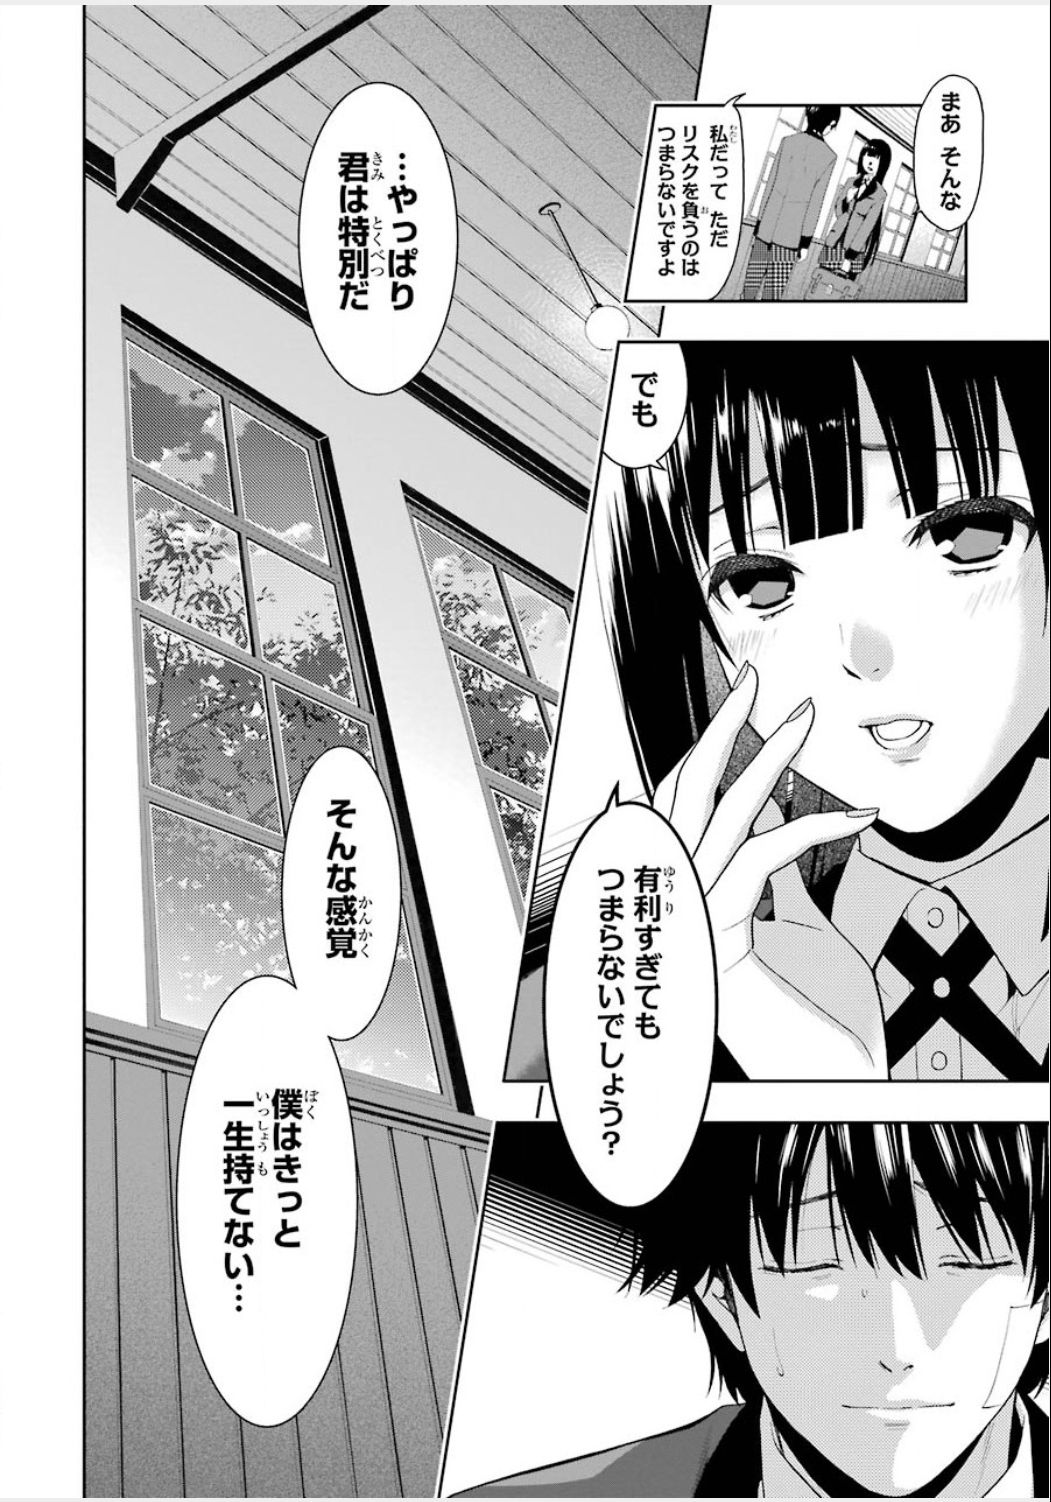 まあ そんな
私だって ただ
リスクを負うのは
つまらないですよ
でも
有利すぎても
つまらないでしょう?
…やっぱり
君は特別だ
そんな感覚
僕はきっと
一生持てない…